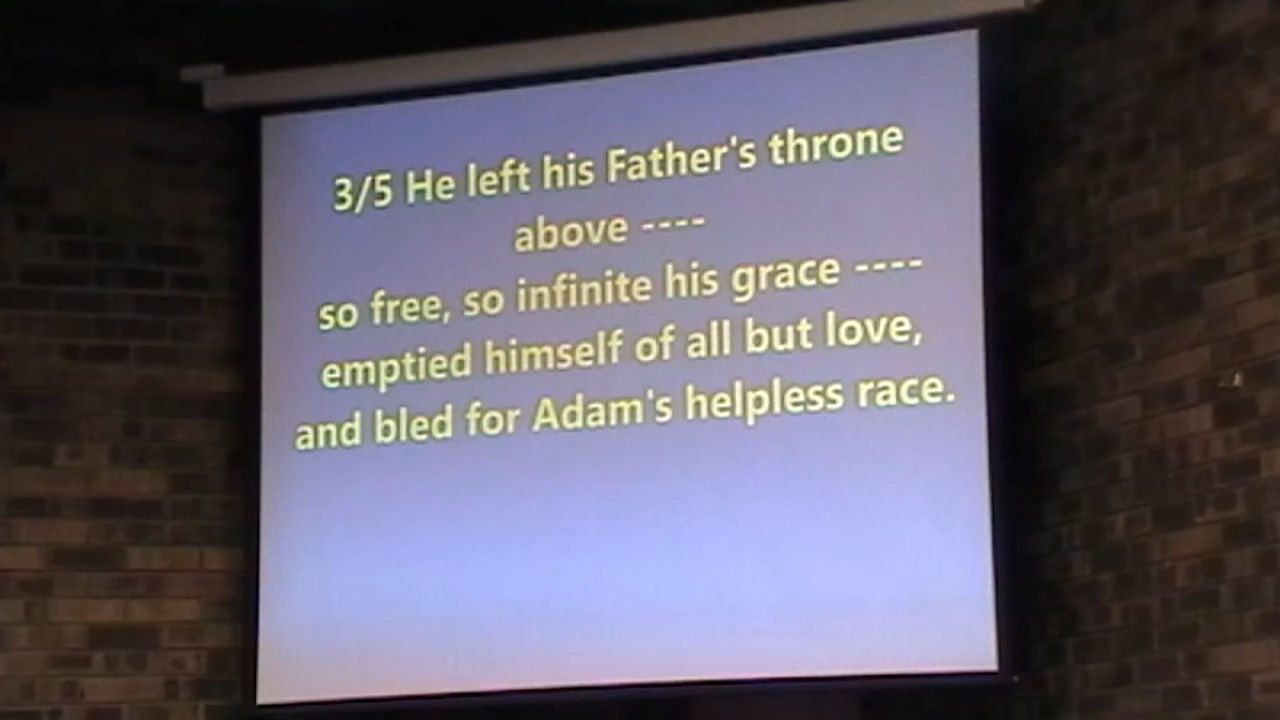 3/5 He left his Father's throne
above ----
so free, so infinite his grace ----
emptied himself of all but love,
and bled for Adam's helpless race.